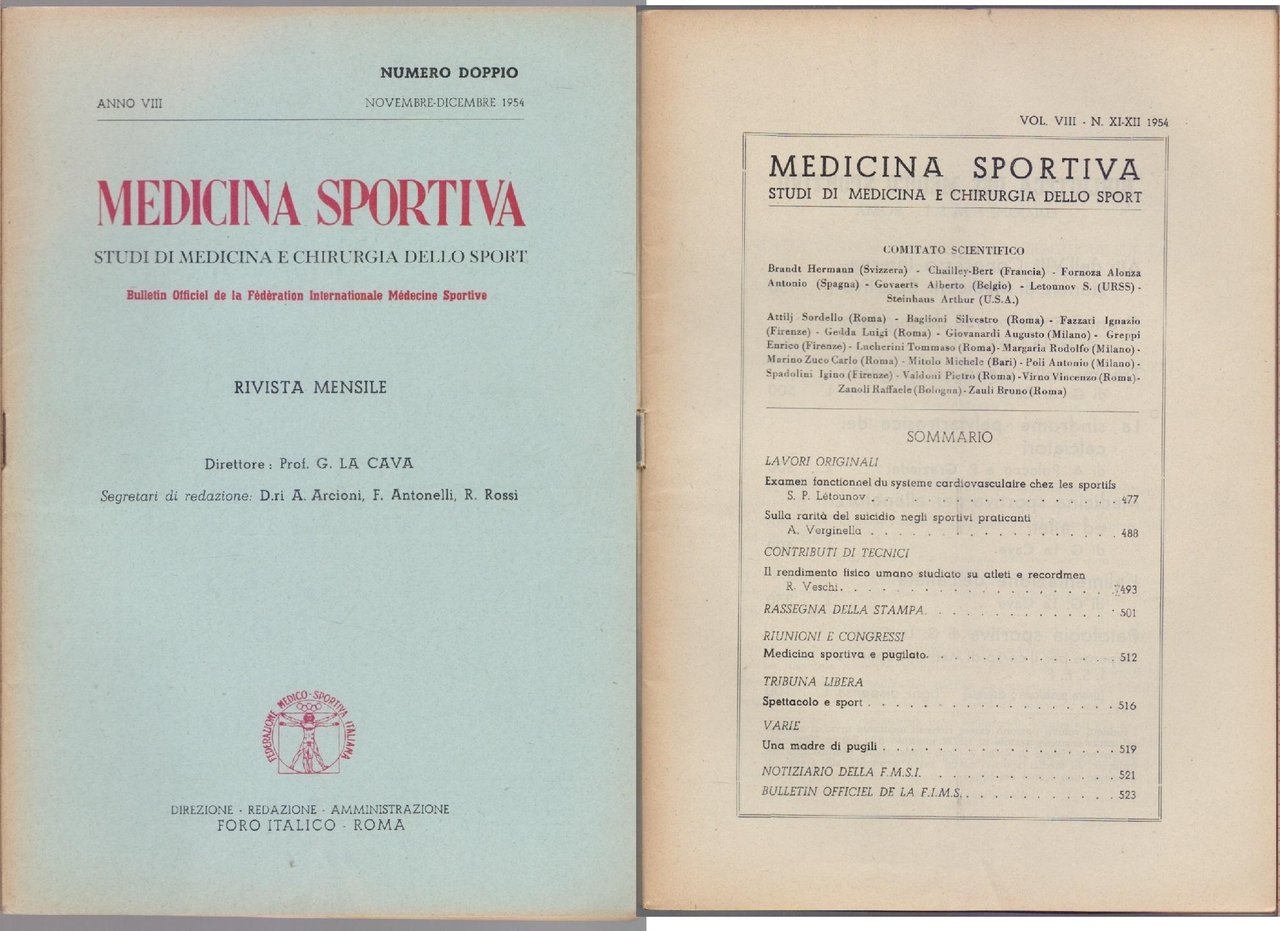 NUMERO DOPPIO
ANNO VIII
NOVEMBRE-DICEMBRE 1954
MEDICINA SPORTIVA
STUDI DI MEDICINA E CHIRURGIA DELLO SPORT
Bulletin Officiel de la Fédèration Internationale Médecine Sportive
RIVISTA MENSILE
Direttore : Prof. G. LA CAVA
Segretari di redazione: D.ri A. Arcioni, F. Antonelli, R. Rossi
FEDERAZIONE MEDICO-SPORTIVA ITALIANA
DIREZIONE - REDAZIONE - AMMINISTRAZIONE
FORO ITALICO - ROMA
VOL. VIII - N. XI-XII 1954
MEDICINA SPORTIVA
STUDI DI MEDICINA E CHIRURGIA DELLO SPORT
COMITATO SCIENTIFICO
Brandt Hermann (Svizzera) - Chailley-Bert (Francia) - Fornoza Alonza
Antonio (Spagna) - Govaerts Alberto (Belgio) - Letounov S. (URSS) -
Steinhaus Arthur (U.S.A.)
Attilj Sordello (Roma) - Baglioni Silvestro (Roma) - Fazzari Ignazio
(Firenze) - Gedda Luigi (Roma) - Giovanardi Augusto (Milano) - Greppi
Enrico (Firenze) - Lucherini Tommaso (Roma) - Margaria Rodolfo (Milano) -
Marino Zuco Carlo (Roma) - Mitolo Michele (Bari) - Poli Antonio (Milano) -
Spadolini Igino (Firenze) - Valdoni Pietro (Roma) - Virno Vincenzo (Roma) -
Zanoli Raffaele (Bologna) - Zauli Bruno (Roma)
SOMMARIO
LAVORI ORIGINALI
Examen fonctionnel du systeme cardiovasculaire chez les sportifs
S. P. Létounov . . . . . . . . . . . . . . . . 477
Sulla rarità del suicidio negli sportivi praticanti
A. Verginella . . . . . . . . . . . . . . . . 488
CONTRIBUTI DI TECNICI
Il rendimento fisico umano studiato su atleti e recordmen
R. Veschi . . . . . . . . . . . . . . . . . 493
RASSEGNA DELLA STAMPA . . . . . . . . . . . . 501
RIUNIONI E CONGRESSI
Medicina sportiva e pugilato . . . . . . . . . . . . 512
TRIBUNA LIBERA
Spettacolo e sport . . . . . . . . . . . . . . . . 516
VARIE
Una madre di pugili . . . . . . . . . . . . . . . 519
NOTIZIARIO DELLA F.M.S.I. . . . . . . . . . . . 521
BULLETIN OFFICIEL DE LA F.I.M.S. . . . . . . . . . 523